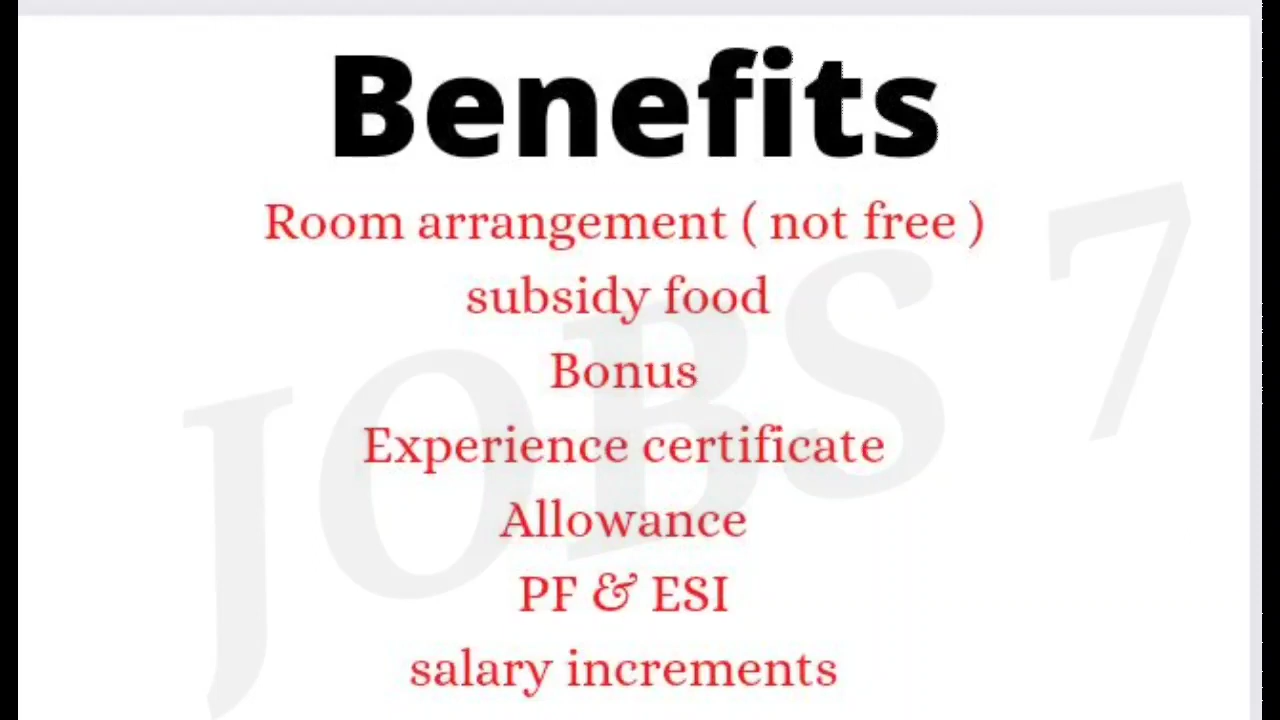 Benefits
Room arrangement ( not free )
subsidy food
Bonus
Experience certificate
Allowance
PF & ESI
salary increments
JOBS 7